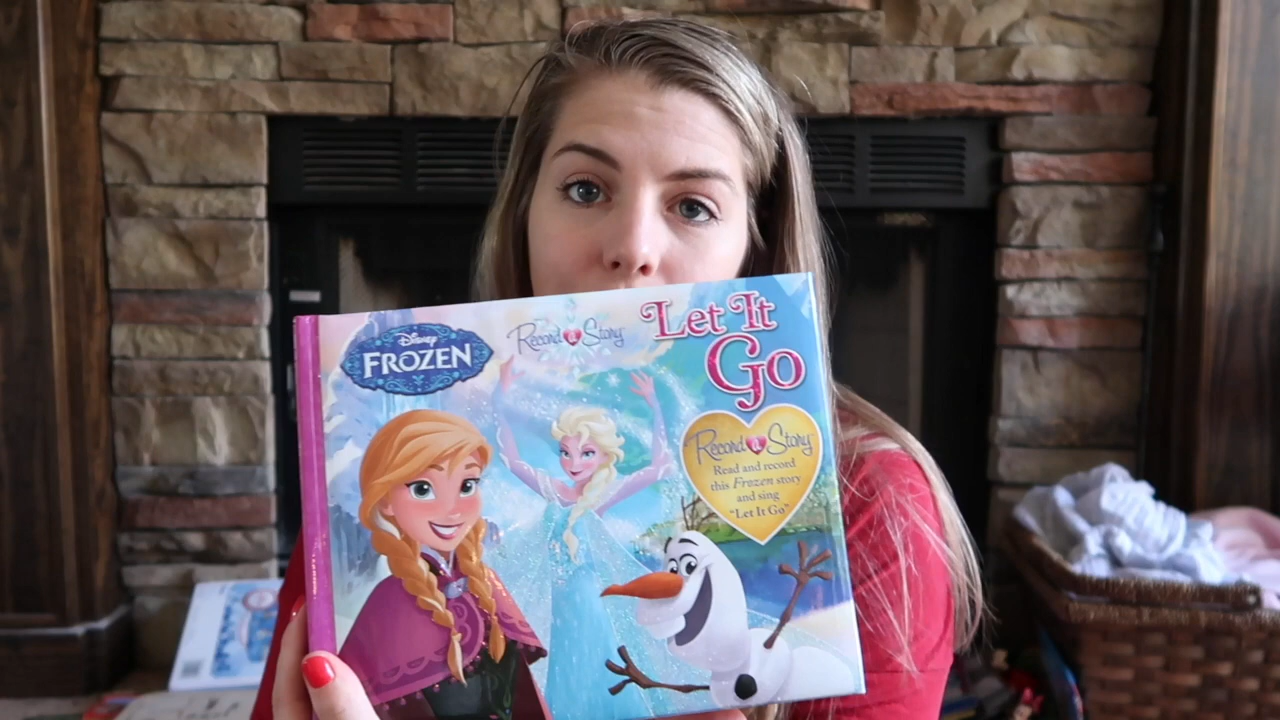 Disney
FROZEN
Record a Story
Let It
Go
Record a Story
Read and record
this Frozen story
and sing
"Let It Go"